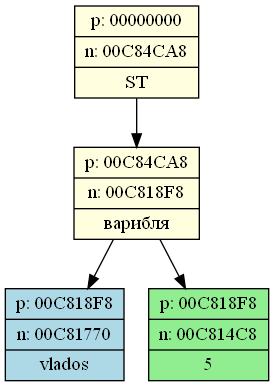 p: 00000000
n: 00C84CA8
ST
p: 00C84CA8
n: 00C818F8
варибля
p: 00C818F8
n: 00C81770
vlados
p: 00C818F8
n: 00C814C8
5